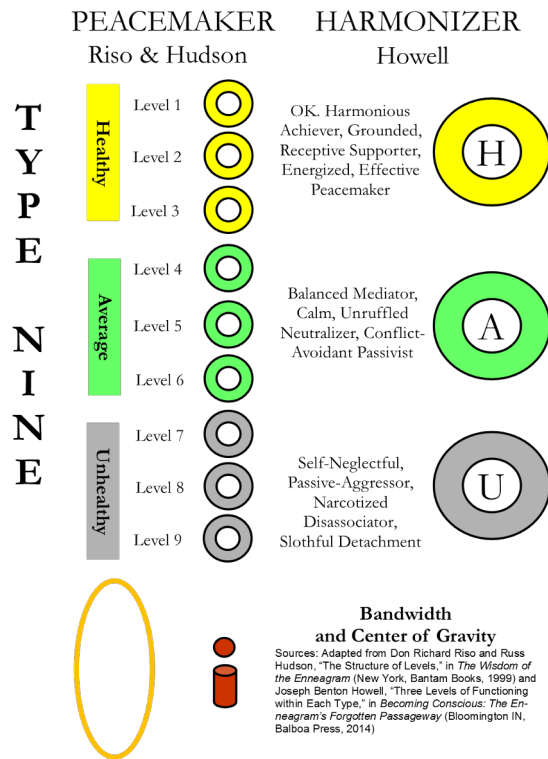 PEACEMAKER
Riso & Hudson
HARMONIZER
Howell
TYPE NINE
Healthy
Level 1
Level 2
Level 3
OK. Harmonious
Achiever, Grounded,
Receptive Supporter,
Energized, Effective
Peacemaker
H
Average
Level 4
Level 5
Level 6
Balanced Mediator,
Calm, Unruffled
Neutralizer, Conflict-
Avoidant Passivist
A
Unhealthy
Level 7
Level 8
Level 9
Self-Neglectful,
Passive-Aggressor,
Narcotized
Disassociator,
Slothful Detachment
U
Bandwidth
and Center of Gravity
Sources: Adapted from Don Richard Riso and Russ
Hudson, “The Structure of Levels,” in The Wisdom of
the Enneagram (New York, Bantam Books, 1999) and
Joseph Benton Howell, “Three Levels of Functioning
within Each Type,” in Becoming Conscious: The En-
neagram’s Forgotten Passageway (Bloomington IN,
Balboa Press, 2014)